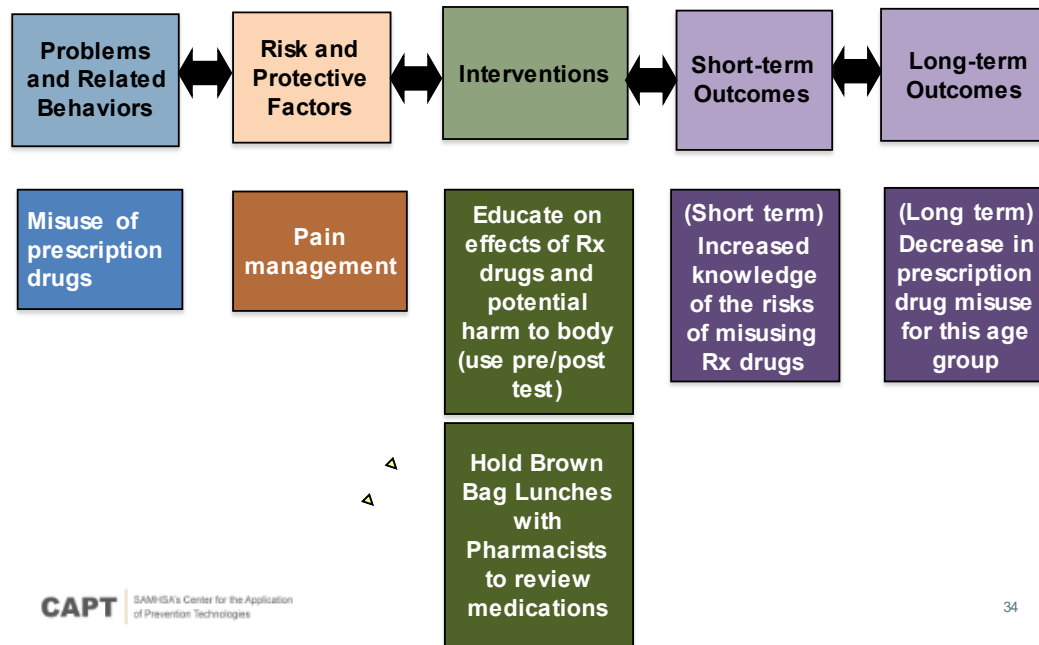 Problems
and Related
Behaviors
Risk and
Protective
Factors
Interventions
Short-term
Outcomes
Long-term
Outcomes
Misuse of
prescription
drugs
Pain
management
Educate on
effects of Rx
drugs and
potential
harm to body
(use pre/post
test)
(Short term)
Increased
knowledge
of the risks
of misusing
Rx drugs
(Long term)
Decrease in
prescription
drug misuse
for this age
group
Hold Brown
Bag Lunches
with
Pharmacists
to review
medications
CAPT
SAMHSA's Center for the Application
of Prevention Technologies
34